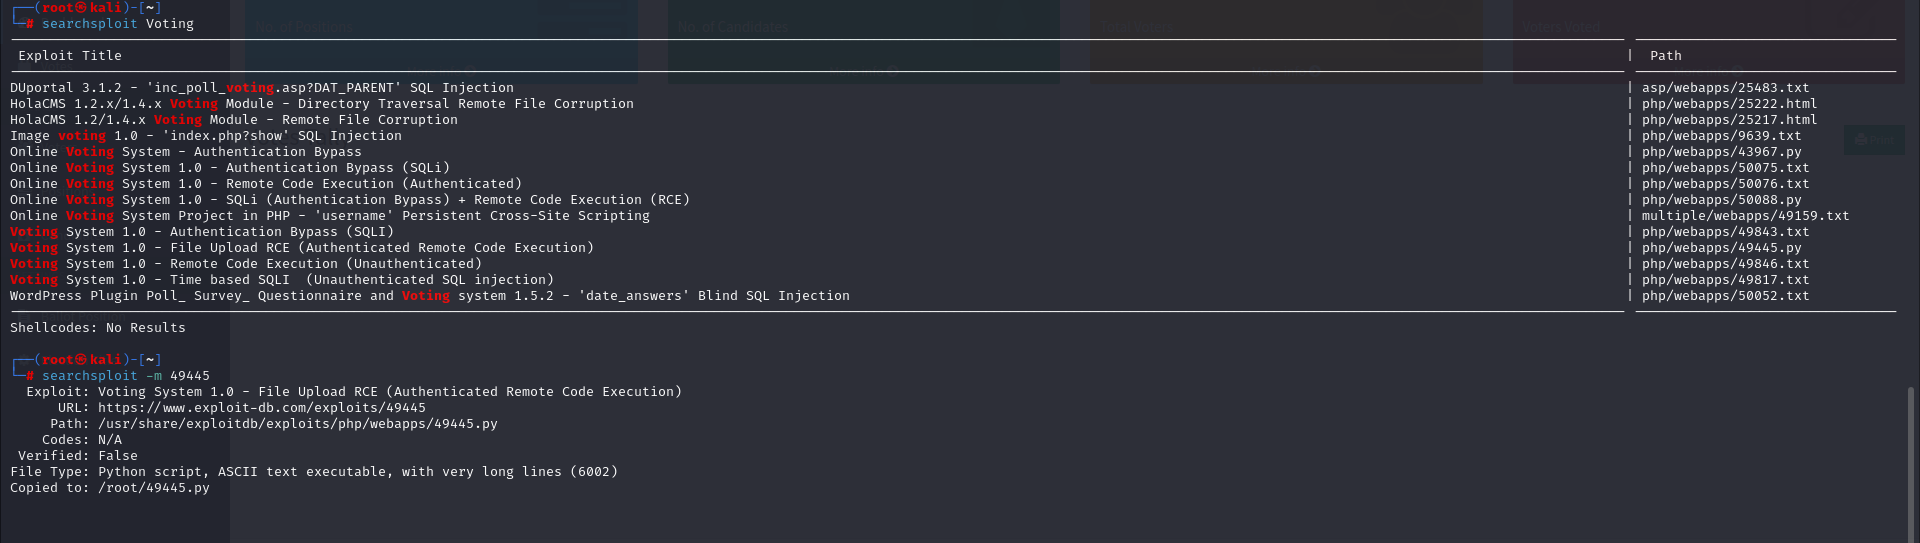 No. of Positions
No. of Candidates
Total Voters
Voters Voted
Print
┌──(root㉿kali)-[~]
└─# searchsploit Voting
Exploit Title | Path
DUportal 3.1.2 - 'inc_poll_voting.asp?DAT_PARENT' SQL Injection | asp/webapps/25483.txt
HolaCMS 1.2.x/1.4.x Voting Module - Directory Traversal Remote File Corruption | php/webapps/25222.html
HolaCMS 1.2/1.4.x Voting Module - Remote File Corruption | php/webapps/25217.html
Image voting 1.0 - 'index.php?show' SQL Injection | php/webapps/9639.txt
Online Voting System - Authentication Bypass | php/webapps/43967.py
Online Voting System 1.0 - Authentication Bypass (SQLi) | php/webapps/50075.txt
Online Voting System 1.0 - Remote Code Execution (Authenticated) | php/webapps/50076.txt
Online Voting System 1.0 - SQLi (Authentication Bypass) + Remote Code Execution (RCE) | php/webapps/50088.py
Online Voting System Project in PHP - 'username' Persistent Cross-Site Scripting | multiple/webapps/49159.txt
Voting System 1.0 - Authentication Bypass (SQLI) | php/webapps/49843.txt
Voting System 1.0 - File Upload RCE (Authenticated Remote Code Execution) | php/webapps/49445.py
Voting System 1.0 - Remote Code Execution (Unauthenticated) | php/webapps/49846.txt
Voting System 1.0 - Time based SQLI  (Unauthenticated SQL injection) | php/webapps/49817.txt
WordPress Plugin Poll_ Survey_ Questionnaire and Voting system 1.5.2 - 'date_answers' Blind SQL Injection | php/webapps/50052.txt
Shellcodes: No Results
┌──(root㉿kali)-[~]
└─# searchsploit -m 49445
Exploit: Voting System 1.0 - File Upload RCE (Authenticated Remote Code Execution)
URL: https://www.exploit-db.com/exploits/49445
Path: /usr/share/exploitdb/exploits/php/webapps/49445.py
Codes: N/A
Verified: False
File Type: Python script, ASCII text executable, with very long lines (6002)
Copied to: /root/49445.py